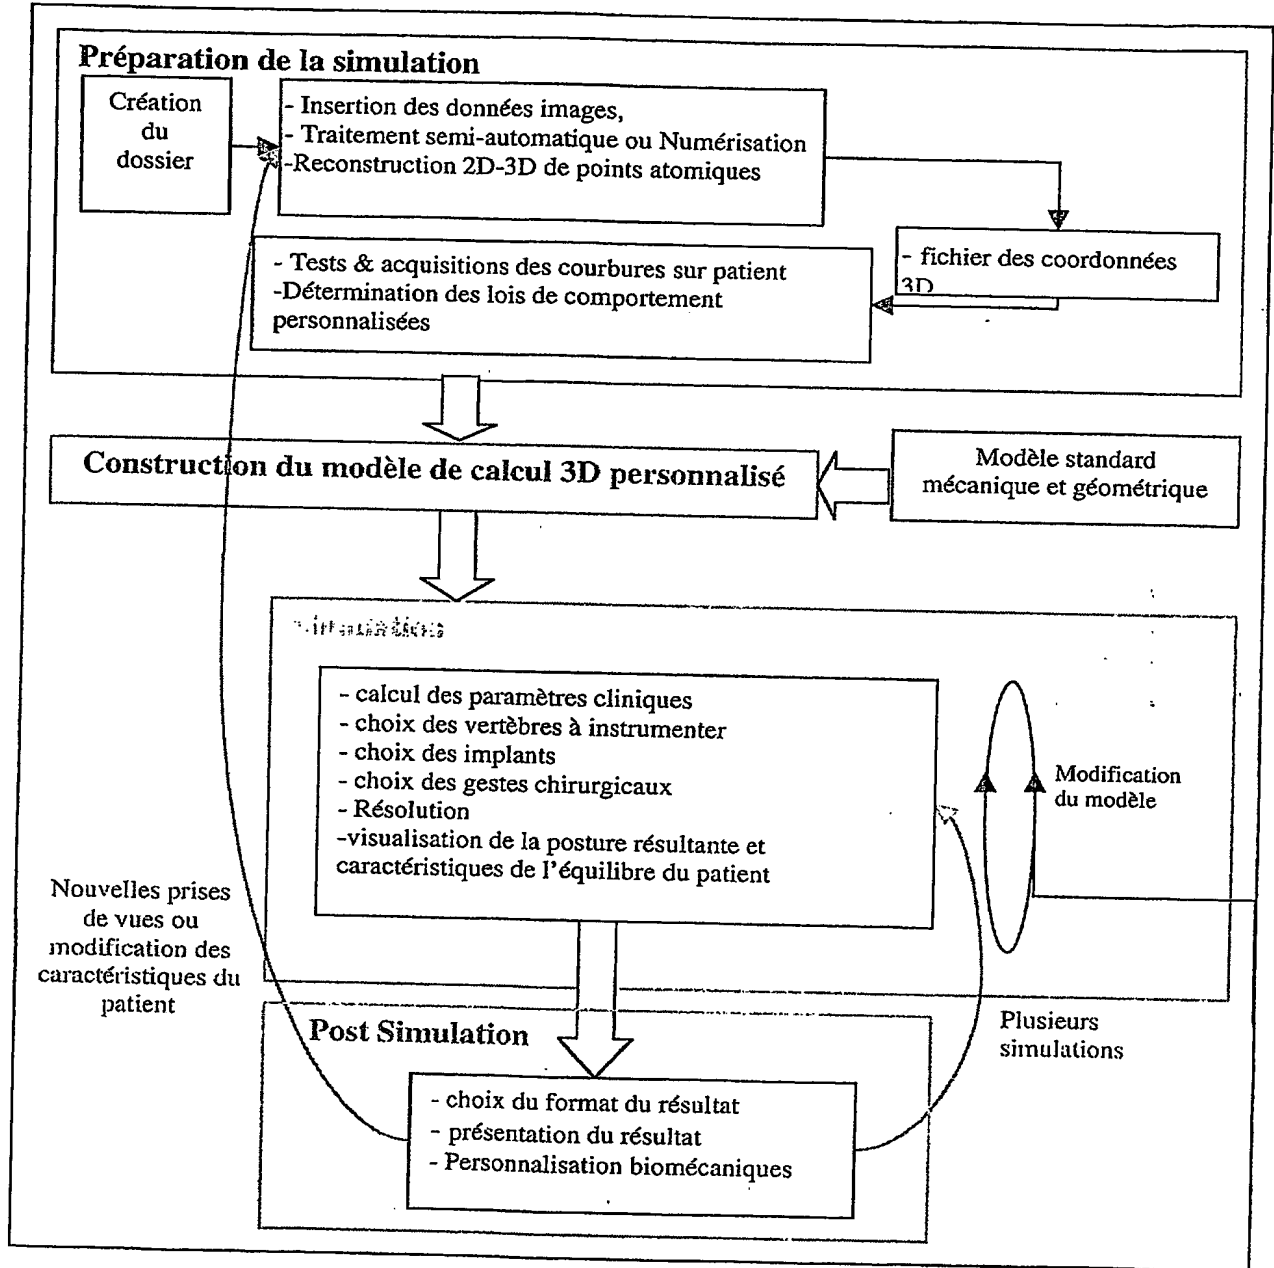 Préparation de la simulation
Création
du
dossier
- Insertion des données images,
- Traitement semi-automatique ou Numérisation
-Reconstruction 2D-3D de points atomiques
- fichier des coordonnées
3D
- Tests & acquisitions des courbures sur patient
-Détermination des lois de comportement
personnalisées
Construction du modèle de calcul 3D personnalisé
Modèle standard
mécanique et géométrique
- calcul des paramètres cliniques
- choix des vertèbres à instrumenter
- choix des implants
- choix des gestes chirurgicaux
- Résolution
-visualisation de la posture résultante et
caractéristiques de l'équilibre du patient
Modification
du modèle
Nouvelles prises
de vues ou
modification des
caractéristiques du
patient
Plusieurs
simulations
Post Simulation
- choix du format du résultat
- présentation du résultat
- Personnalisation biomécaniques